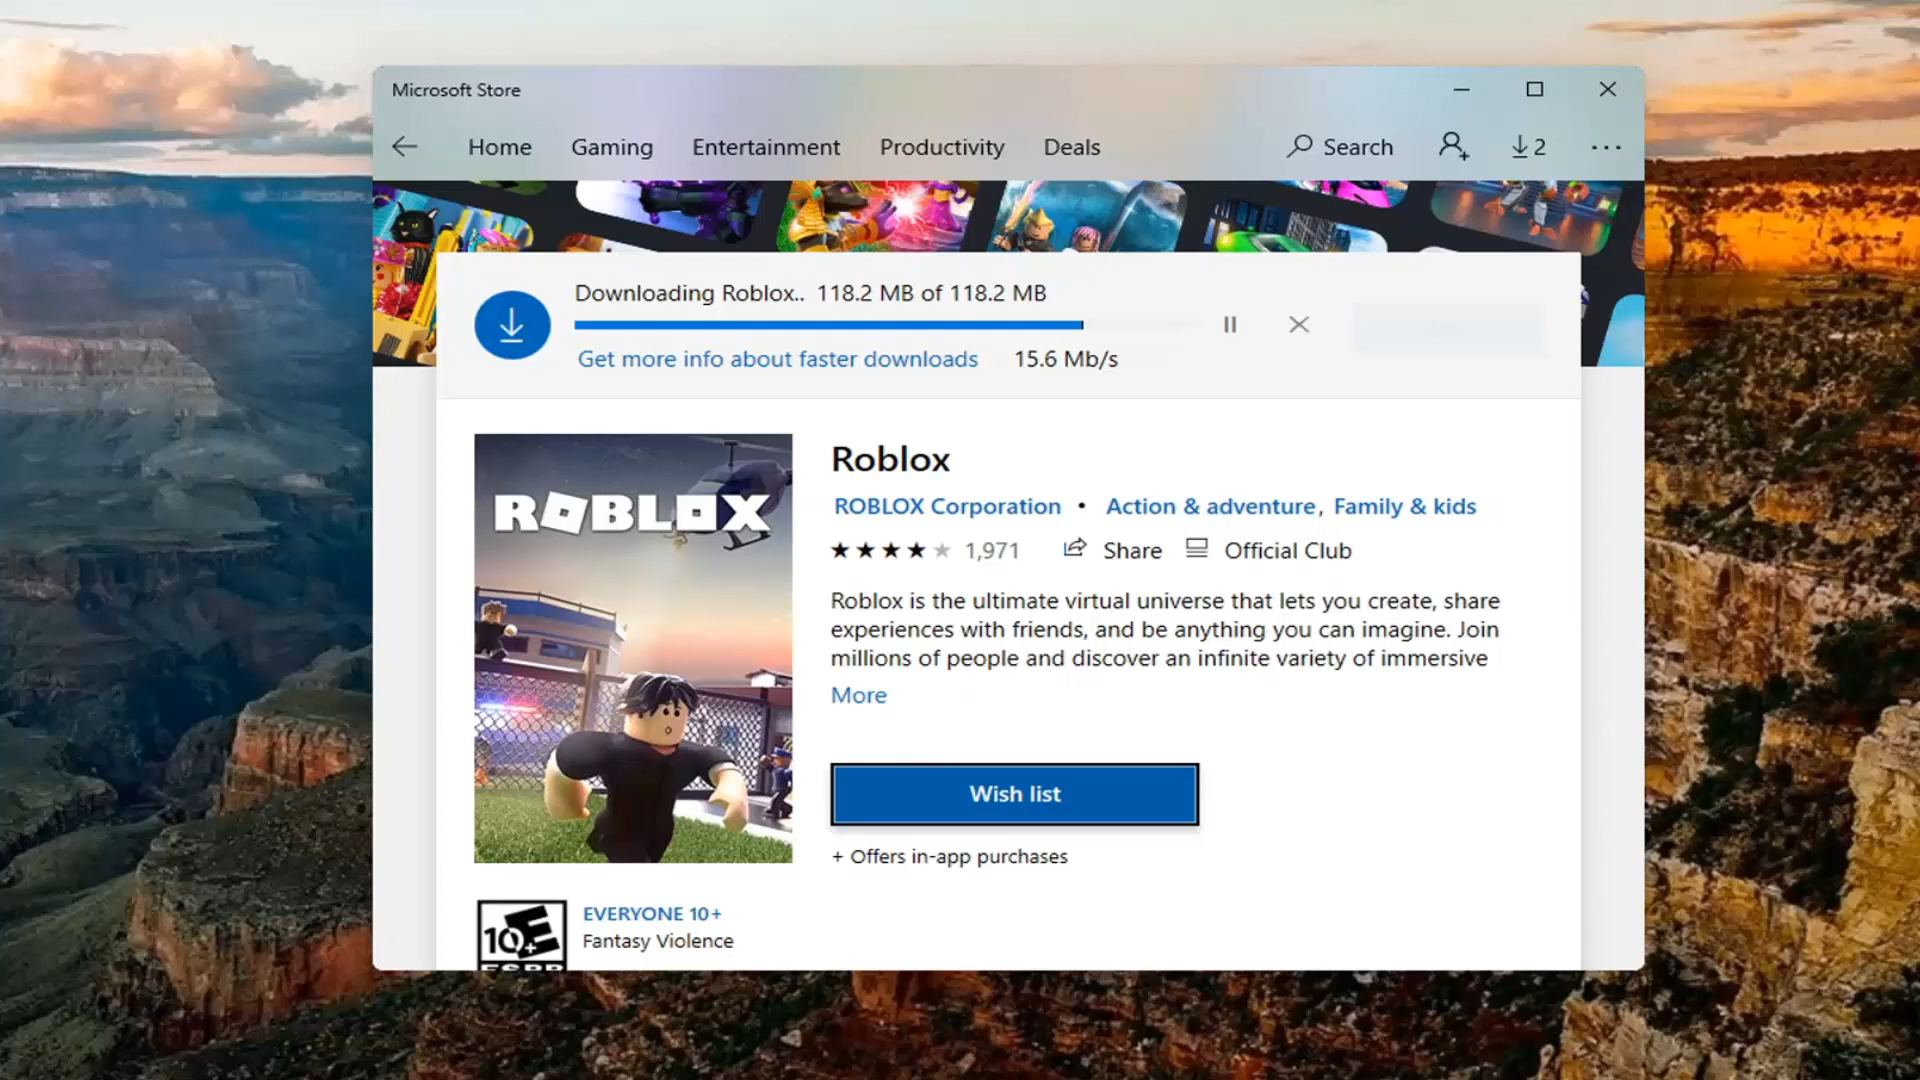 Microsoft Store
Home Gaming Entertainment Productivity Deals Search 2
Downloading Roblox.. 118.2 MB of 118.2 MB
Get more info about faster downloads 15.6 Mb/s
ROBLOX
Roblox
ROBLOX Corporation • Action & adventure, Family & kids
1,971 Share Official Club
Roblox is the ultimate virtual universe that lets you create, share
experiences with friends, and be anything you can imagine. Join
millions of people and discover an infinite variety of immersive
More
Wish list
+ Offers in-app purchases
10+ E
EVERYONE 10+
Fantasy Violence
ESRB